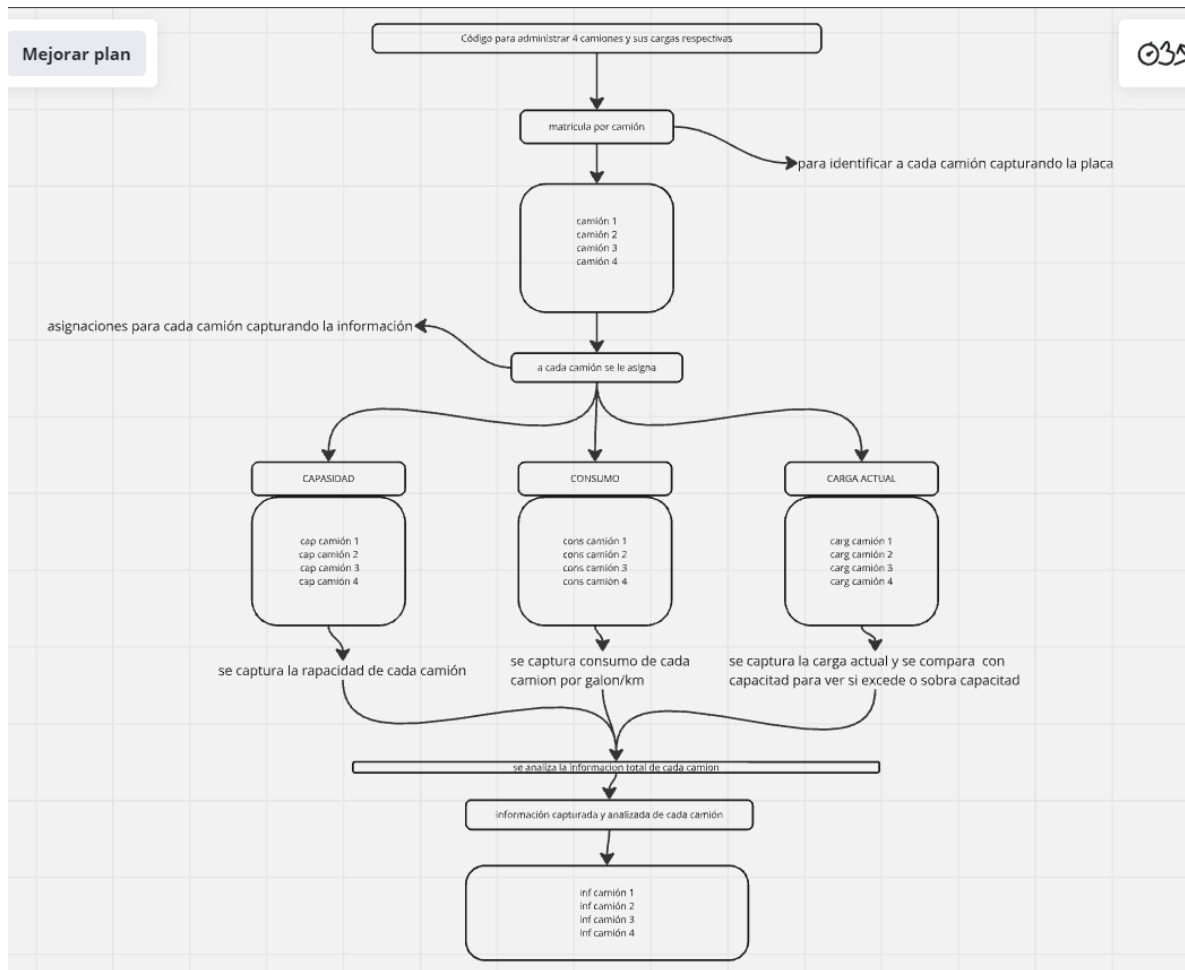 Mejorar plan
Código para administrar 4 camiones y sus cargas respectivas
matrícula por camión
para identificar a cada camión capturando la placa
camión 1
camión 2
camión 3
camión 4
asignaciones para cada camión capturando la información
a cada camión se le asigna
CAPASIDAD
cap camión 1
cap camión 2
cap camión 3
cap camión 4
se captura la rapacidad de cada camión
CONSUMO
cons camión 1
cons camión 2
cons camión 3
cons camión 4
se captura consumo de cada
camion por galon/km
CARGA ACTUAL
carg camión 1
carg camión 2
carg camión 3
carg camión 4
se captura la carga actual y se compara con
capacitad para ver si excede o sobra capacitad
se analiza la informacion total de cada camion
información capturada y analizada de cada camión
inf camión 1
inf camión 2
inf camión 3
inf camión 4